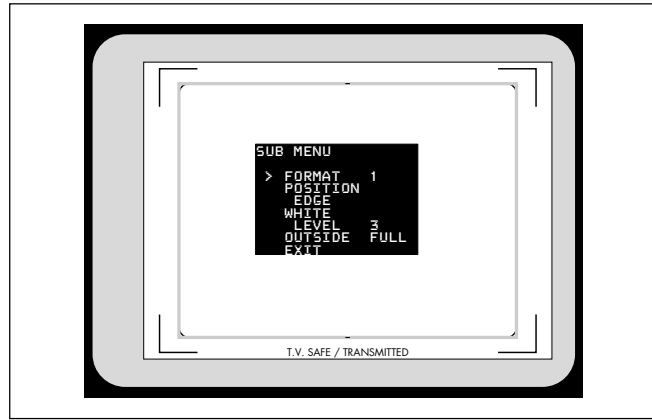 SUB MENU
> FORMAT 1
POSITION
EDGE
WHITE
LEVEL 3
OUTSIDE FULL
EXIT
T.V. SAFE / TRANSMITTED